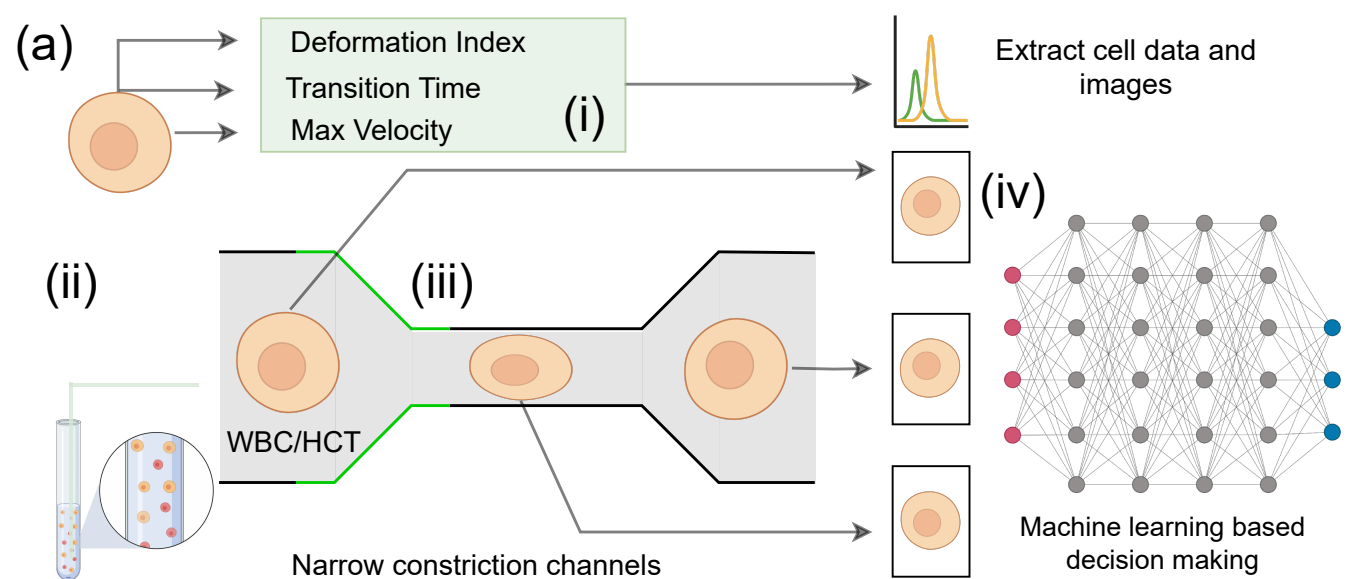 (a)
Deformation Index
Transition Time
Max Velocity
(i)
Extract cell data and
images
(ii)
(iii)
(iv)
WBC/HCT
Narrow constriction channels
Machine learning based
decision making